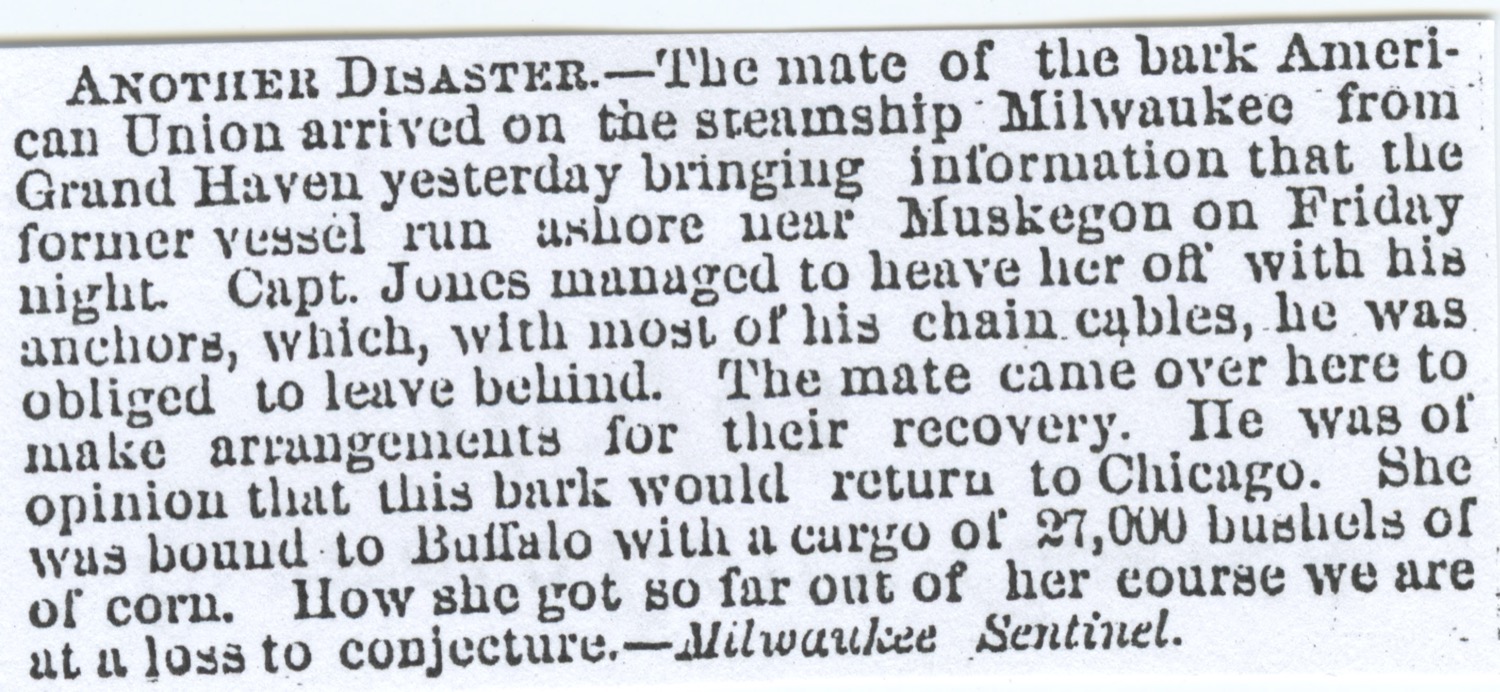 ANOTHER DISASTER.—The mate of the bark Ameri-
can Union arrived on the steamship Milwaukee from
Grand Haven yesterday bringing information that the
former vessel run ashore near Muskegon on Friday
night. Capt. Jones managed to heave her off with his
anchors, which, with most of his chain cables, he was
obliged to leave behind. The mate came over here to
make arrangements for their recovery. He was of
opinion that this bark would return to Chicago. She
was bound to Buffalo with a cargo of 27,000 bushels of
of corn. How she got so far out of her course we are
at a loss to conjecture.—Milwaukee Sentinel.